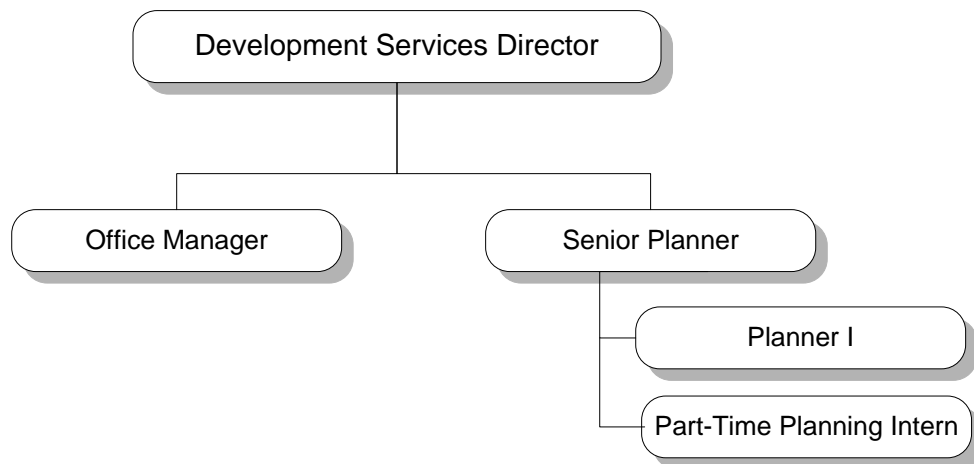 Development Services Director
Office Manager
Senior Planner
Planner I
Part-Time Planning Intern